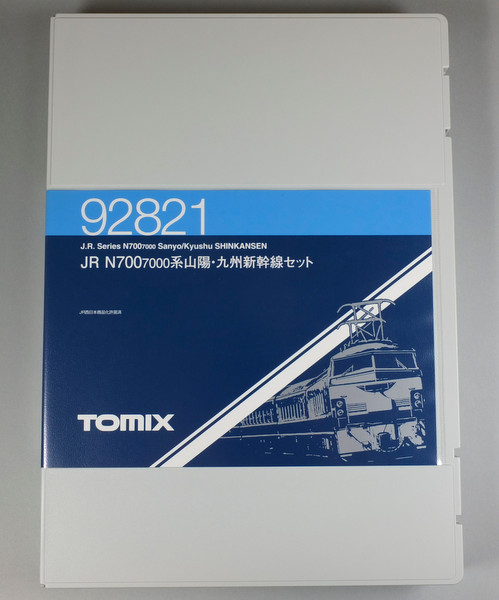 92821
J.R. Series N7007000 Sanyo/Kyushu SHINKANSEN
JR N7007000系山陽・九州新幹線セット
JR西日本商品化許諾済
TOMIX